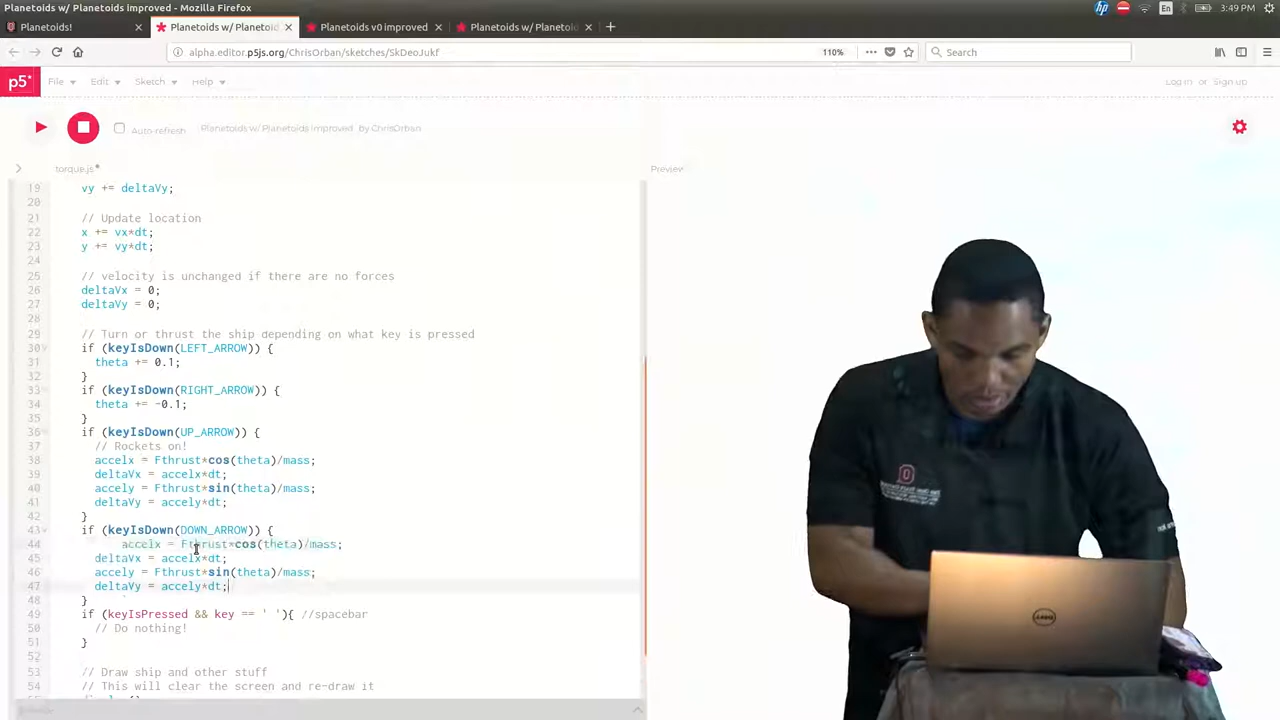 Planetoids w/ Planetoids Improved - Mozilla Firefox
En
3:49 PM
Planetoids!
Planetoids w/ Planetoid
Planetoids v0 improved
Planetoids w/ Planetoid
alpha.editor.p5js.org/ChrisOrban/sketches/SkDeoJukf
110%
Search
p5*
File
Edit
Sketch
Help
Log in or Sign up
Auto-refresh
Planetoids w/ Planetoids Improved by ChrisOrban
torque.js*
Preview
19 vy += deltaVy;
20
21 // Update location
22 x += vx*dt;
23 y += vy*dt;
24
25 // velocity is unchanged if there are no forces
26 deltaVx = 0;
27 deltaVy = 0;
28
29 // Turn or thrust the ship depending on what key is pressed
30 if (keyIsDown(LEFT_ARROW)) {
31 theta += 0.1;
32 }
33 if (keyIsDown(RIGHT_ARROW)) {
34 theta += -0.1;
35 }
36 if (keyIsDown(UP_ARROW)) {
37 // Rockets on!
38 accelx = Fthrust*cos(theta)/mass;
39 deltaVx = accelx*dt;
40 accely = Fthrust*sin(theta)/mass;
41 deltaVy = accely*dt;
42 }
43 if (keyIsDown(DOWN_ARROW)) {
44 accelx = Fthrust*cos(theta)/mass;
45 deltaVx = accelx*dt;
46 accely = Fthrust*sin(theta)/mass;
47 deltaVy = accely*dt;
48 }
49 if (keyIsPressed && key == ' '){ //spacebar
50 // Do nothing!
51 }
52
53 // Draw ship and other stuff
54 // This will clear the screen and re-draw it
DELL